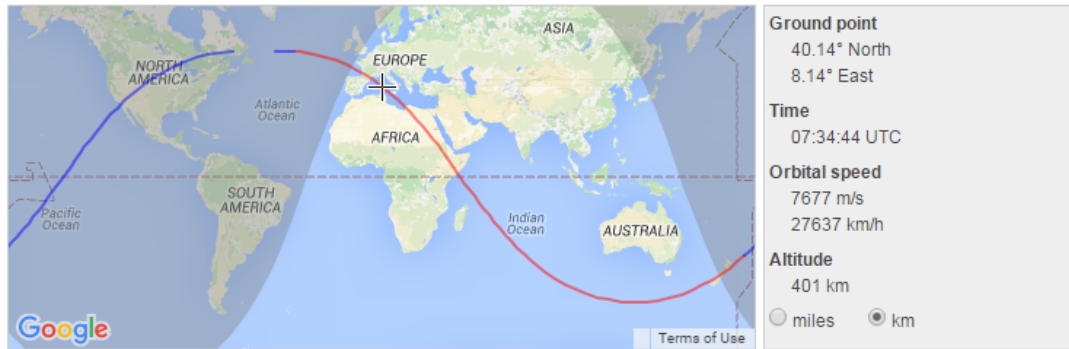 ASIA
EUROPE
NORTH
AMERICA
Atlantic
Ocean
AFRICA
SOUTH
AMERICA
Pacific
Ocean
Indian
Ocean
AUSTRALIA
Google
Terms of Use
Ground point
40.14° North
8.14° East
Time
07:34:44 UTC
Orbital speed
7677 m/s
27637 km/h
Altitude
401 km
miles km